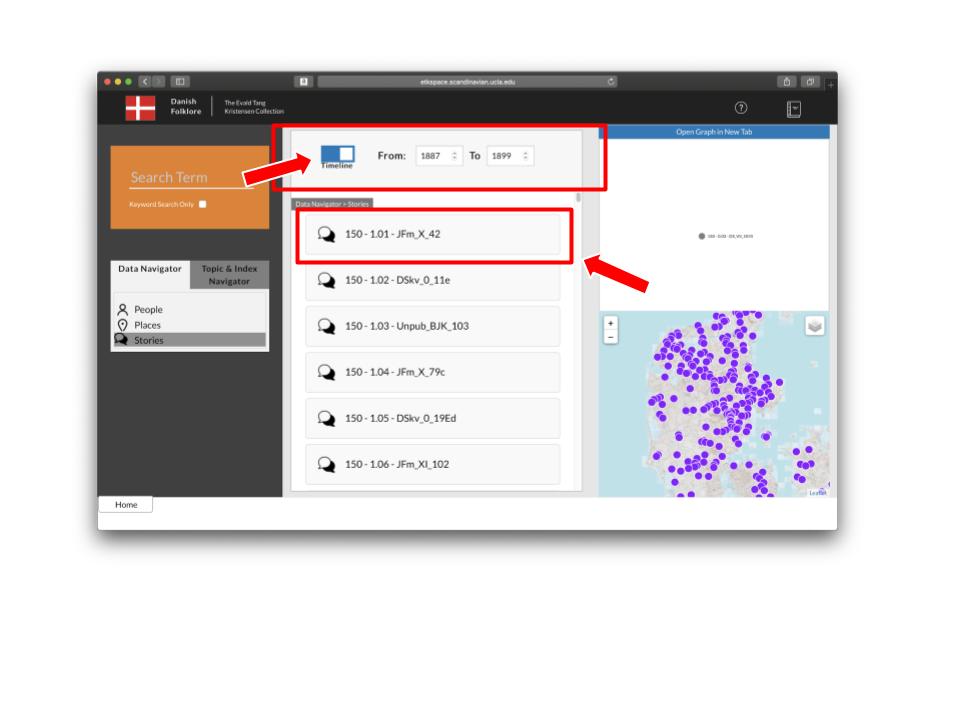 etkspace.scandinavian.ucla.edu
Danish
Folklore
The Evald Tang
Kristensen Collection
?
Open Graph in New Tab
Timeline
From: 1887 To 1899
Search Term
Keyword Search Only
Data Navigator > Stories
150 - 1.01 - JFm_X_42
150 - 1.02 - DSkv_0_11e
150 - 1.03 - Unpub_BJK_103
150 - 1.04 - JFm_X_79c
150 - 1.05 - DSkv_0_19Ed
150 - 1.06 - JFm_XI_102
Data Navigator
Topic & Index
Navigator
People
Places
Stories
+
−
Leaflet
Home